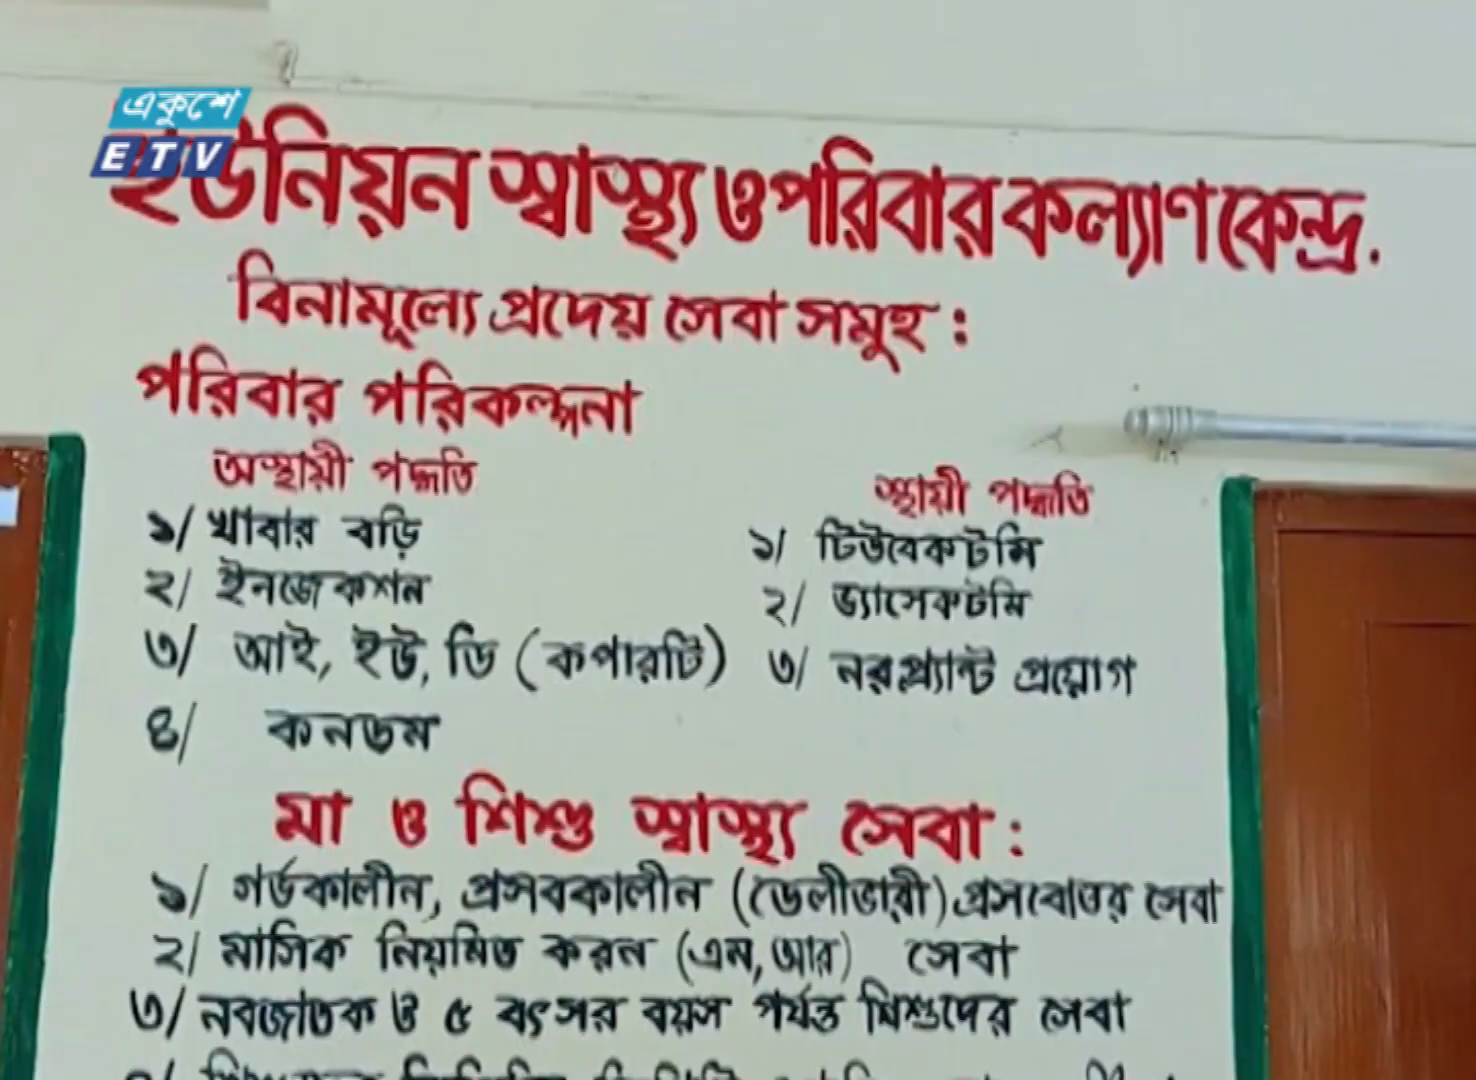 একুশে
ETV
ইউনিয়ন স্বাস্থ্য ও পরিবার কল্যাণ কেন্দ্র.
বিনামূল্যে প্রদেয় সেবা সমুহ :
পরিবার পরিকল্পনা
অস্থায়ী পদ্ধতি
১/ খাবার বড়ি
২/ ইনজেকশন
৩/ আই, ইউ, ডি (কপারটি)
৪/ কনডম
স্থায়ী পদ্ধতি
১/ টিউবেকটমি
২/ ভ্যাসেকটমি
৩/ নরপ্ল্যান্ট প্রয়োগ
মা ও শিশু স্বাস্থ্য সেবা :
১/ গর্ভকালীন, প্রসবকালীন (ডেলীভারী) প্রসবোত্তর সেবা
২/ মাসিক নিয়মিত করন (এম, আর) সেবা
৩/ নবজাতক ও ৫ বৎসর বয়স পর্যন্ত শিশুদের সেবা